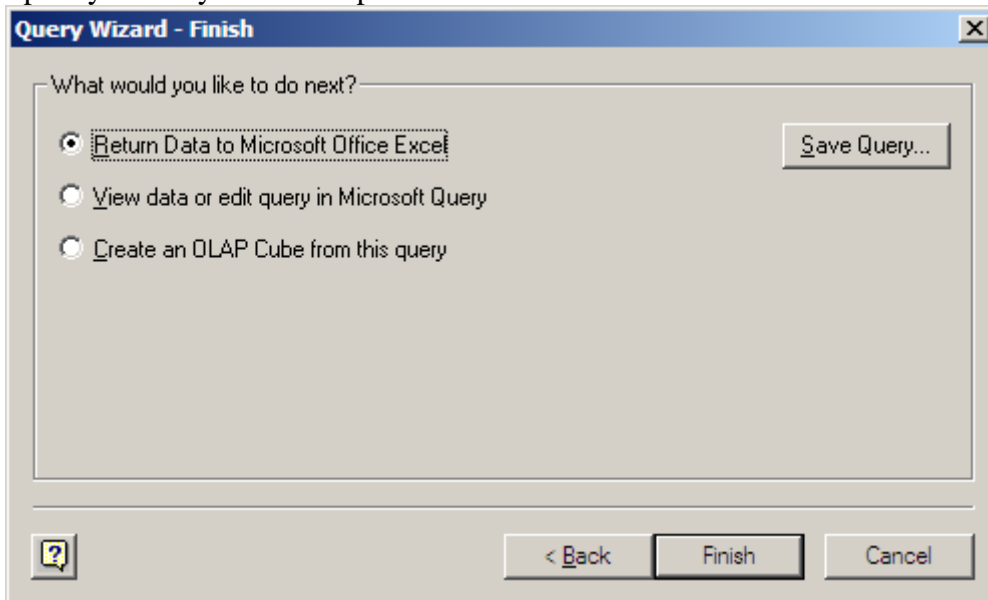 Query Wizard - Finish
What would you like to do next?
Return Data to Microsoft Office Excel
Save Query...
View data or edit query in Microsoft Query
Create an OLAP Cube from this query
< Back
Finish
Cancel